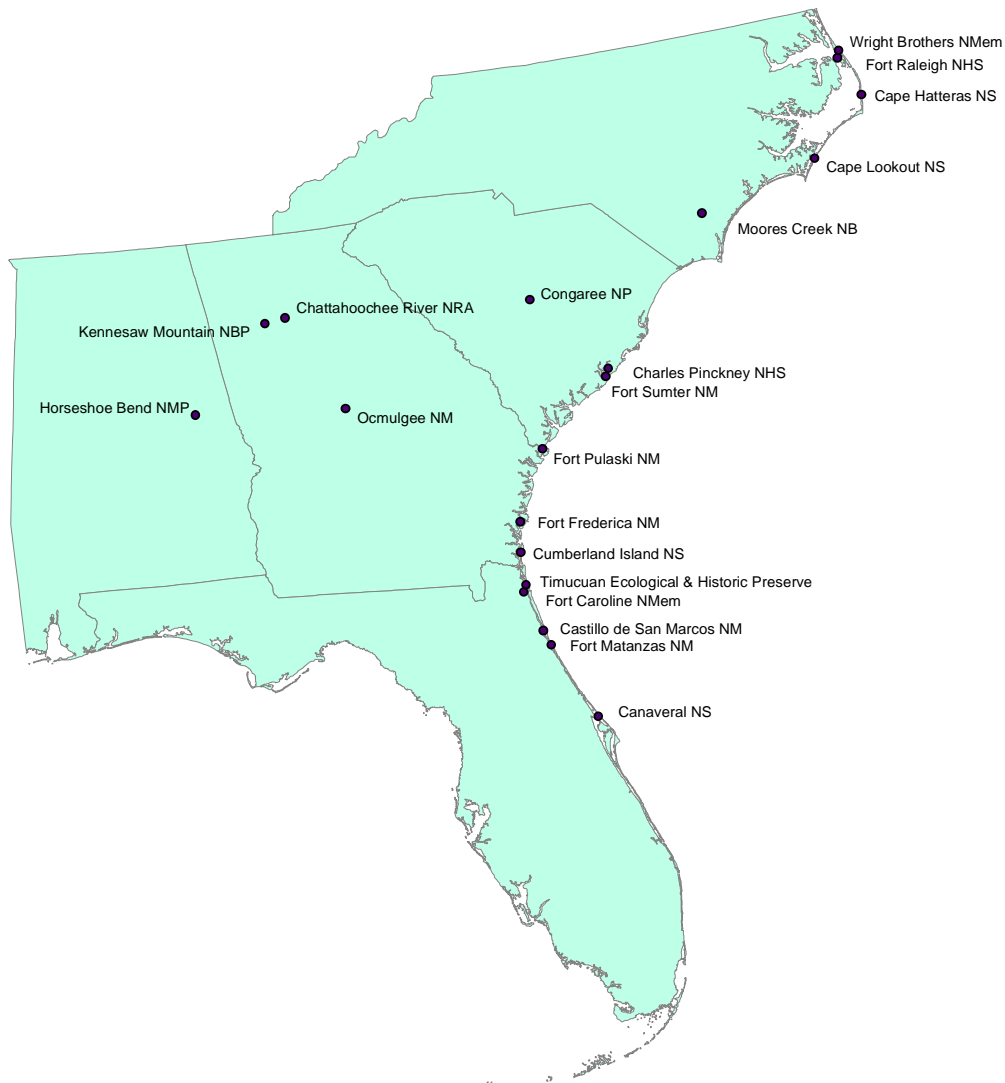 Wright Brothers NMem
Fort Raleigh NHS
Cape Hatteras NS
Cape Lookout NS
Moores Creek NB
Congaree NP
Chattahoochee River NRA
Kennesaw Mountain NBP
Charles Pinckney NHS
Fort Sumter NM
Horseshoe Bend NMP
Ocmulgee NM
Fort Pulaski NM
Fort Frederica NM
Cumberland Island NS
Timucuan Ecological & Historic Preserve
Fort Caroline NMem
Castillo de San Marcos NM
Fort Matanzas NM
Canaveral NS